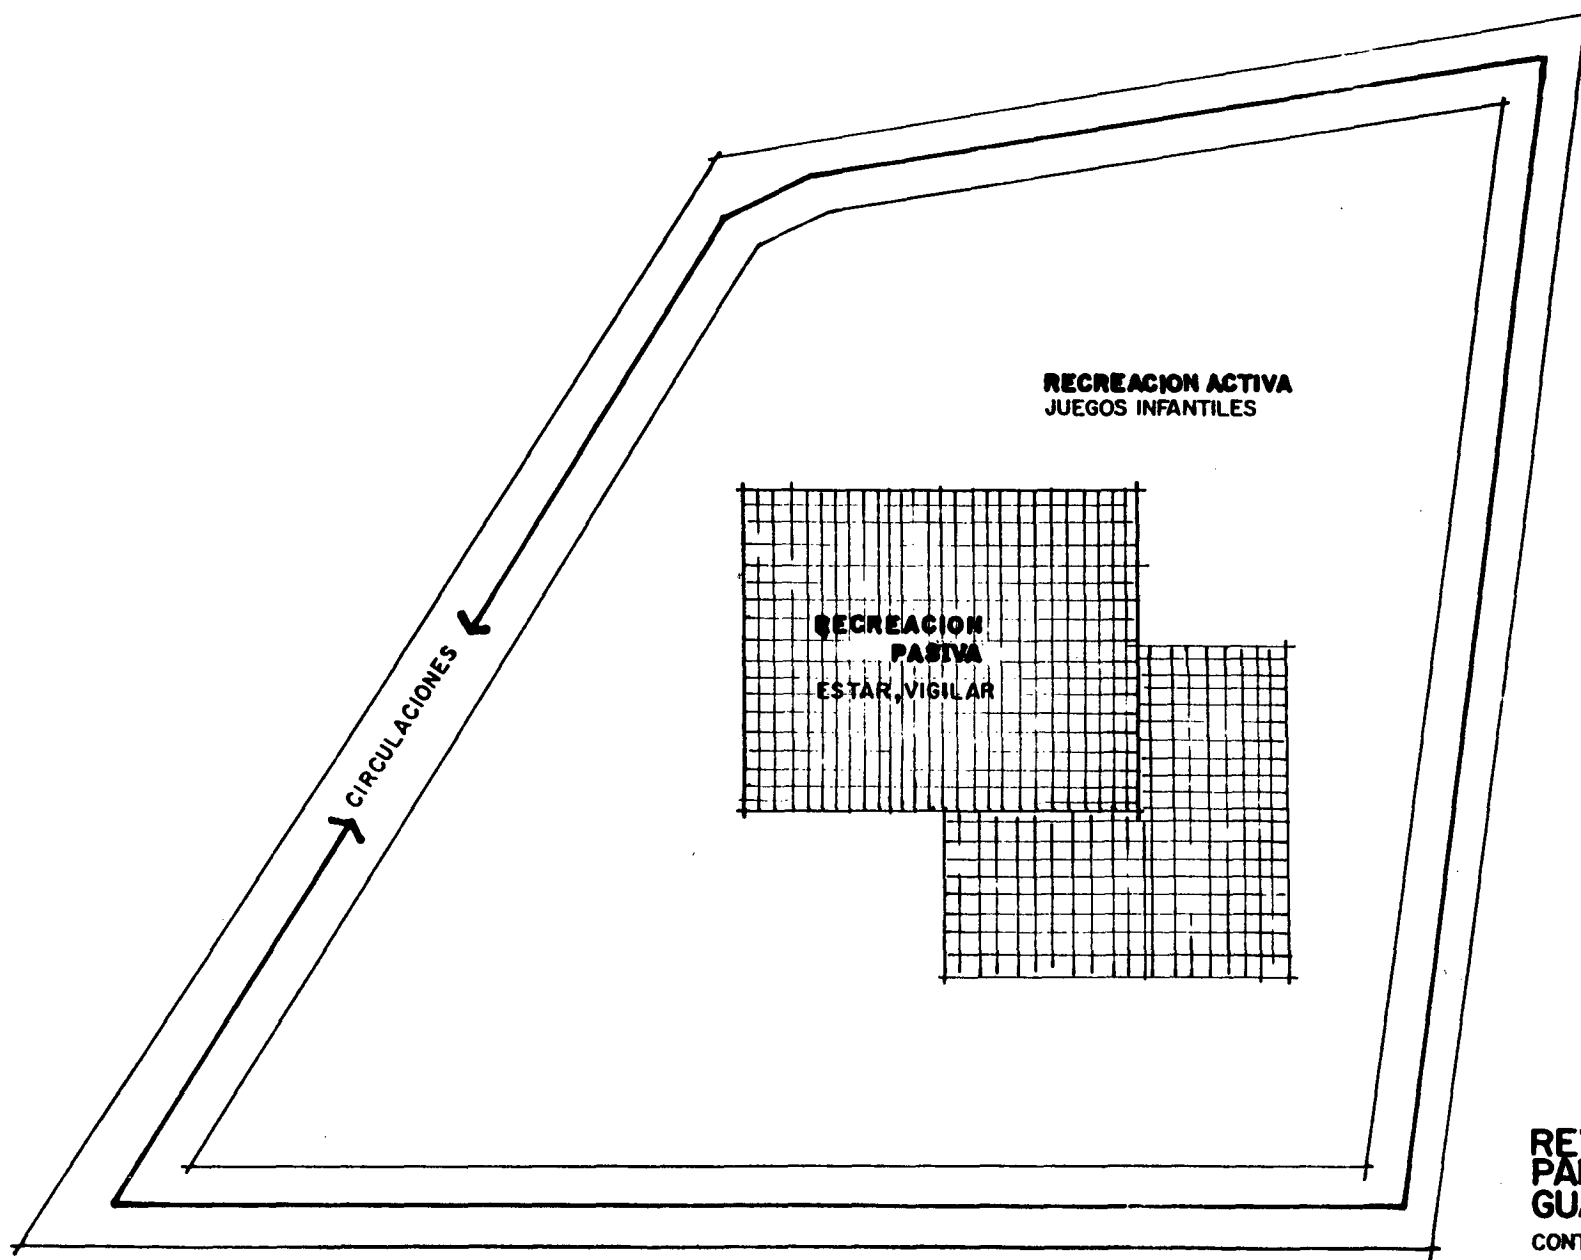 RECREACION ACTIVA
JUEGOS INFANTILES
RECREACION
PASIVA
ESTAR, VIGILAR
CIRCULACIONES